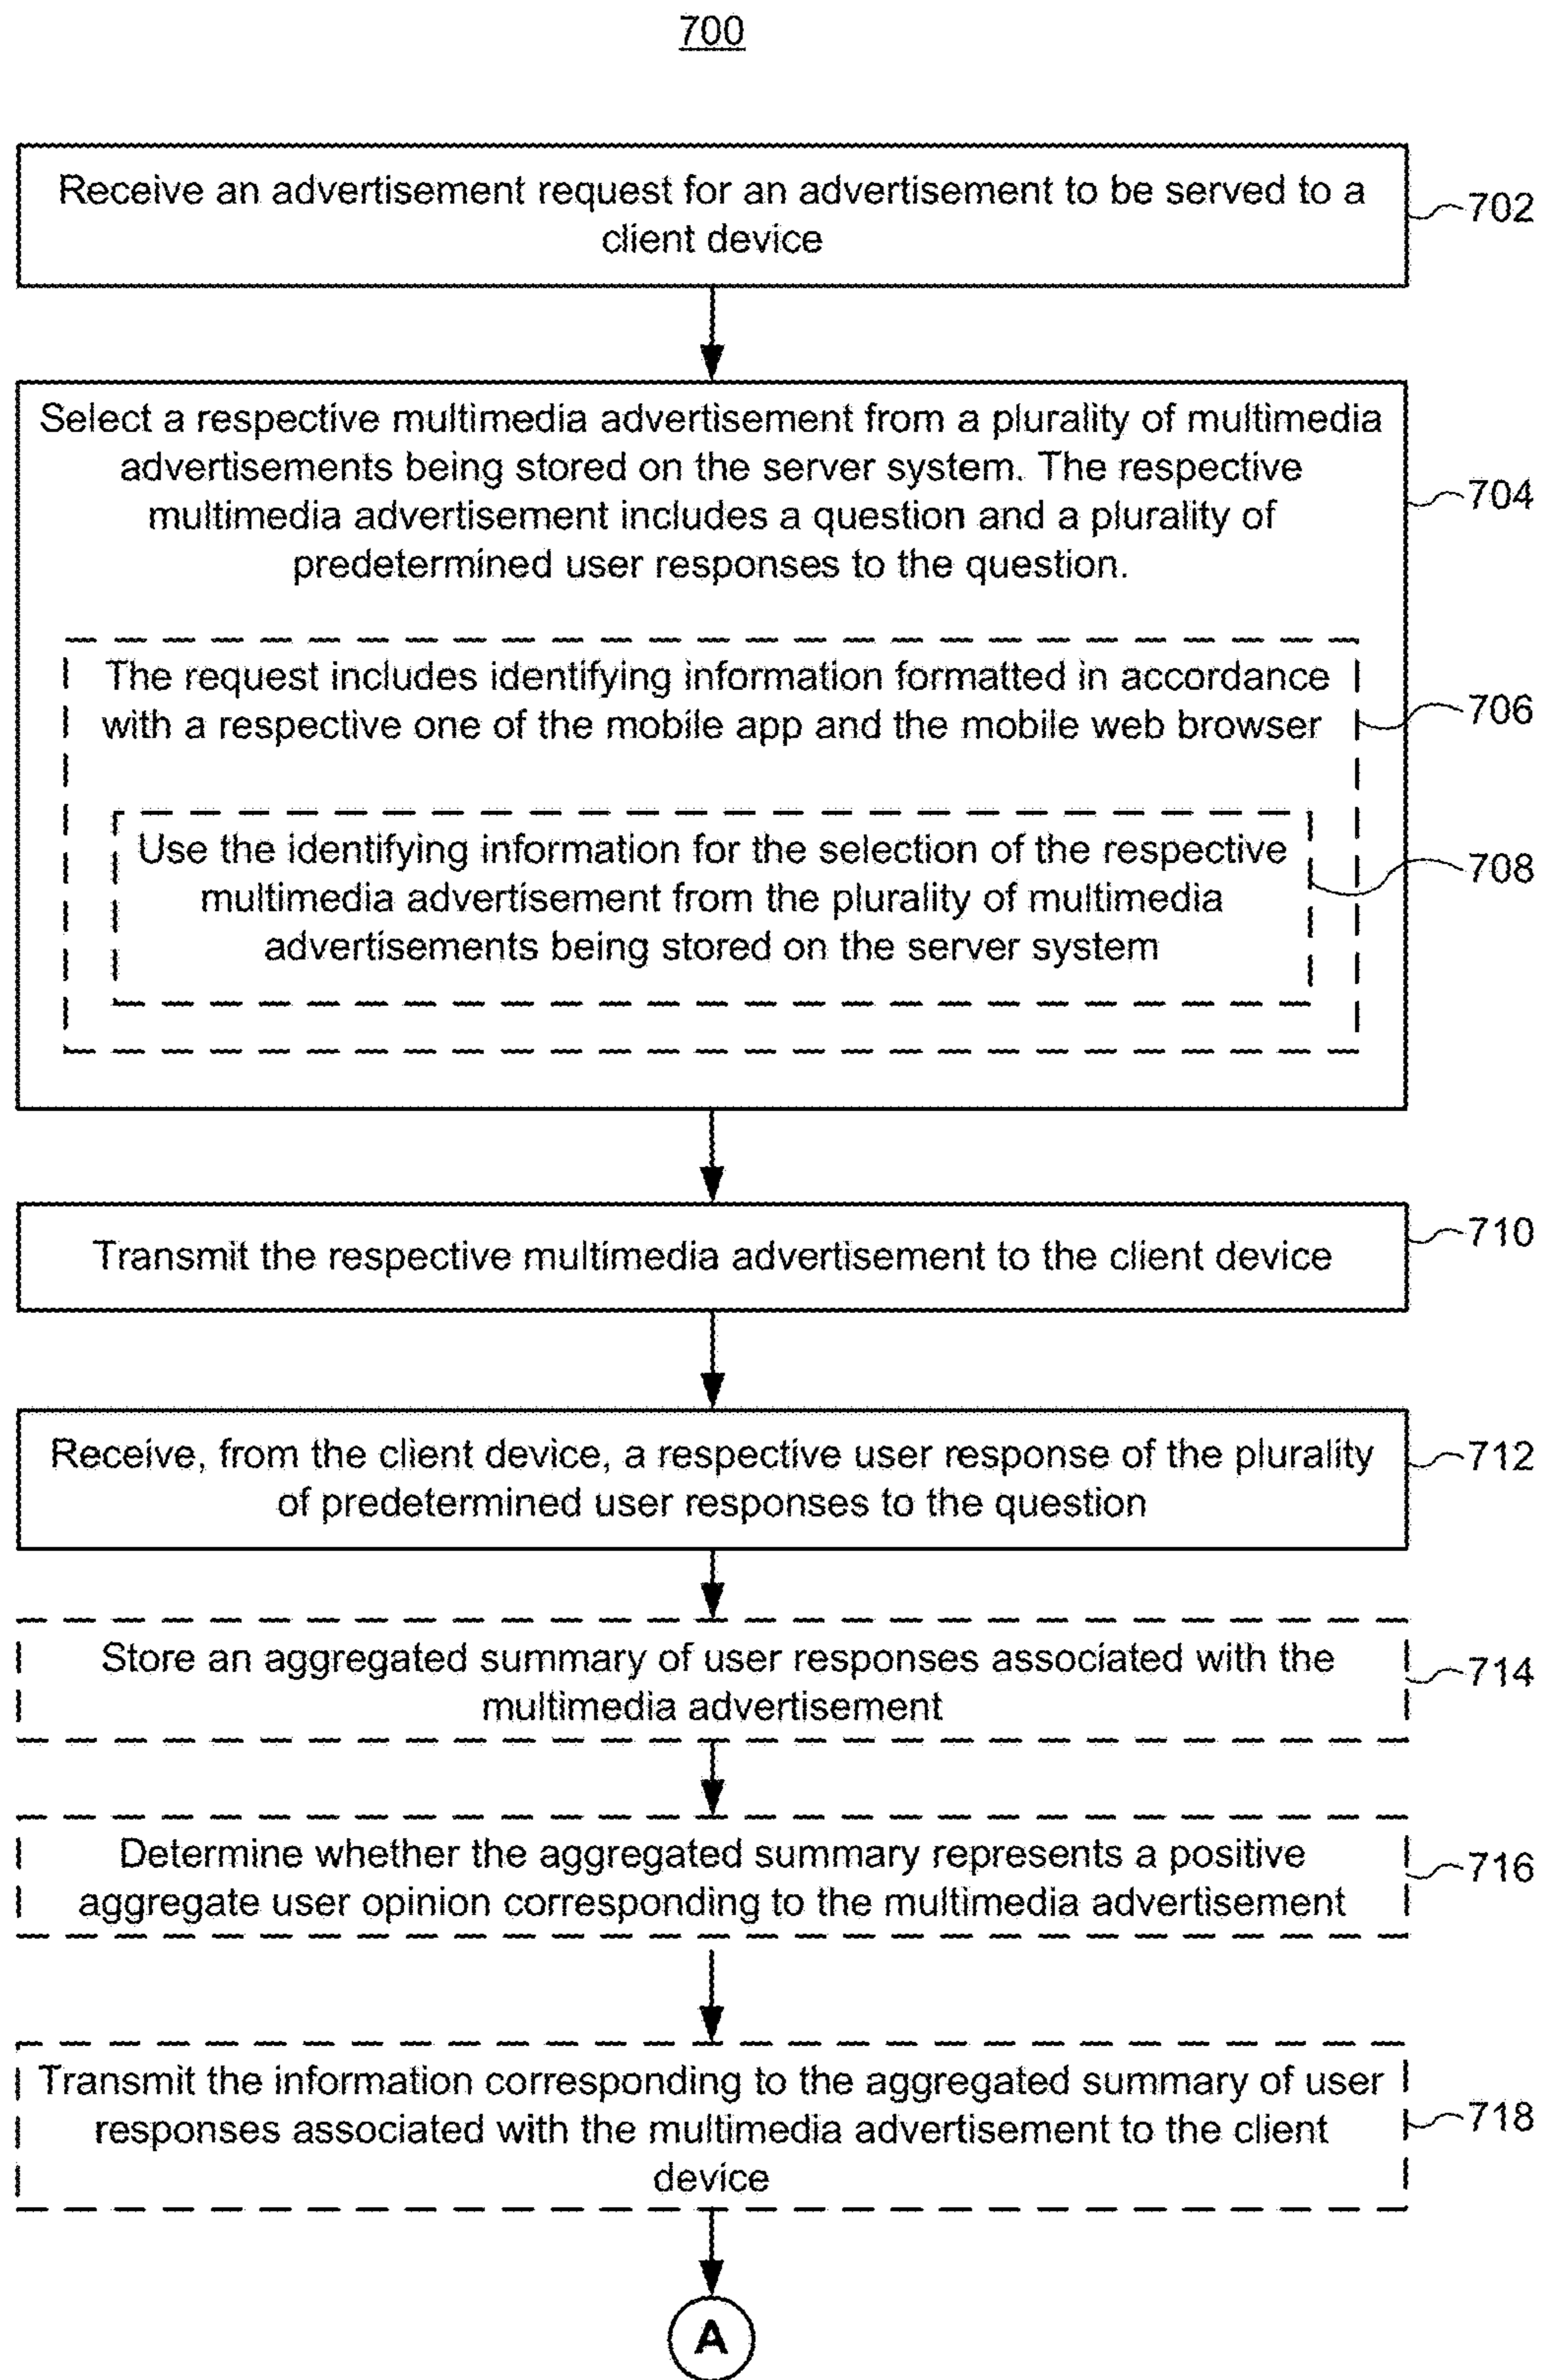 700
Receive an advertisement request for an advertisement to be served to a
client device
702
Select a respective multimedia advertisement from a plurality of multimedia
advertisements being stored on the server system. The respective
multimedia advertisement includes a question and a plurality of
predetermined user responses to the question.
704
The request includes identifying information formatted in accordance
with a respective one of the mobile app and the mobile web browser
706
Use the identifying information for the selection of the respective
multimedia advertisement from the plurality of multimedia
advertisements being stored on the server system
708
Transmit the respective multimedia advertisement to the client device
710
Receive, from the client device, a respective user response of the plurality
of predetermined user responses to the question
712
Store an aggregated summary of user responses associated with the
multimedia advertisement
714
Determine whether the aggregated summary represents a positive
aggregate user opinion corresponding to the multimedia advertisement
716
Transmit the information corresponding to the aggregated summary of user
responses associated with the multimedia advertisement to the client
device
718
A